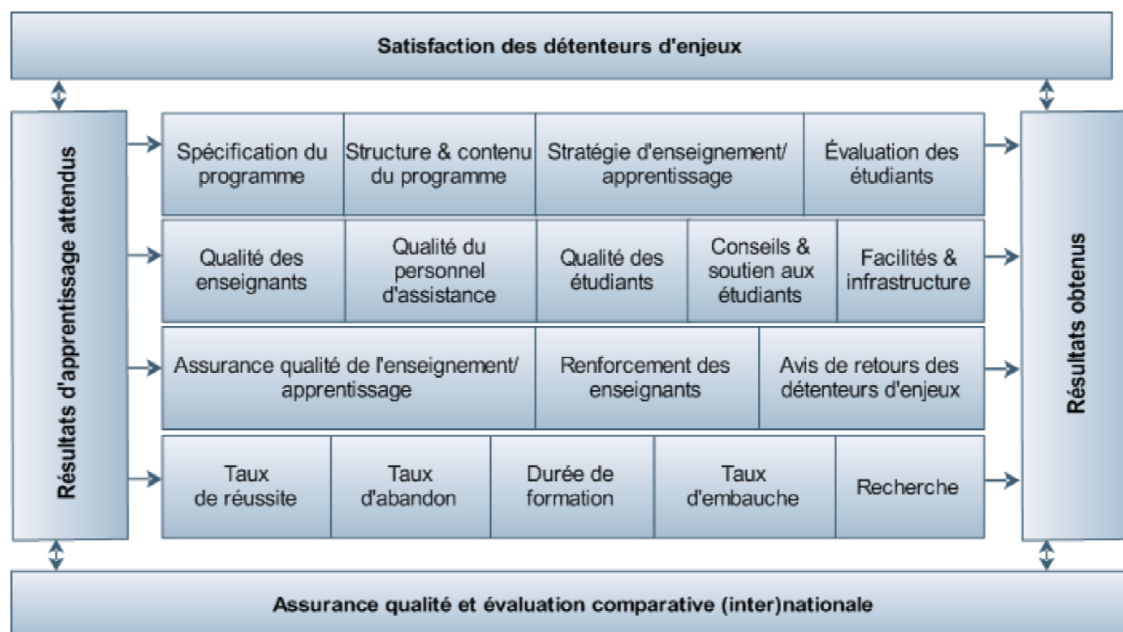 Satisfaction des détenteurs d'enjeux
Résultats d'apprentissage attendus
Spécification du
programme
Structure & contenu
du programme
Stratégie d'enseignement/
apprentissage
Évaluation des
étudiants
Qualité des
enseignants
Qualité du
personnel
d'assistance
Qualité des
étudiants
Conseils &
soutien aux
étudiants
Facilités &
infrastructure
Assurance qualité de l'enseignement/
apprentissage
Renforcement des
enseignants
Avis de retours des
détenteurs d'enjeux
Taux
de réussite
Taux
d'abandon
Durée de
formation
Taux
d'embauche
Recherche
Résultats obtenus
Assurance qualité et évaluation comparative (inter)nationale